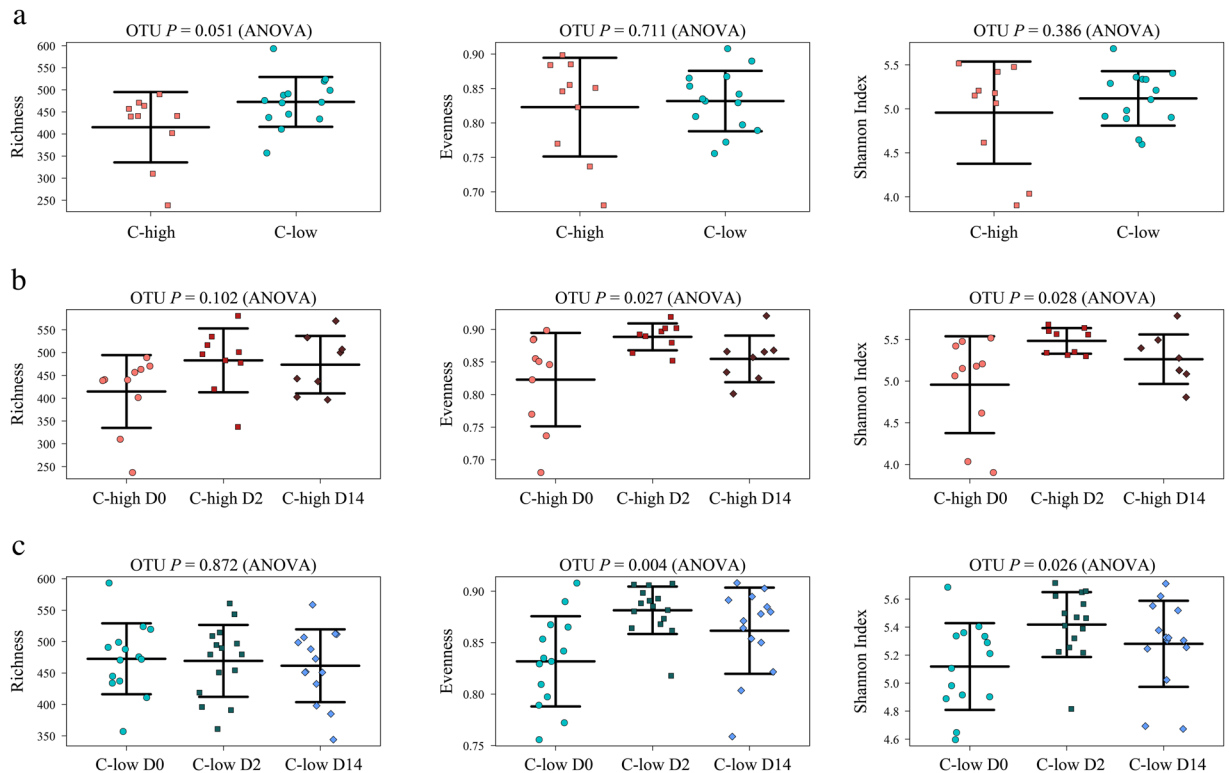 a
OTU P = 0.051 (ANOVA)
Richness
600
550
500
450
400
350
300
250
C-high
C-low
OTU P = 0.711 (ANOVA)
Evenness
0.90
0.85
0.80
0.75
0.70
C-high
C-low
OTU P = 0.386 (ANOVA)
Shannon Index
5.5
5.0
4.5
4.0
C-high
C-low
b
OTU P = 0.102 (ANOVA)
Richness
550
500
450
400
350
300
250
C-high D0
C-high D2
C-high D14
OTU P = 0.027 (ANOVA)
Evenness
0.90
0.85
0.80
0.75
0.70
C-high D0
C-high D2
C-high D14
OTU P = 0.028 (ANOVA)
Shannon Index
5.5
5.0
4.5
4.0
C-high D0
C-high D2
C-high D14
c
OTU P = 0.872 (ANOVA)
Richness
600
550
500
450
400
350
C-low D0
C-low D2
C-low D14
OTU P = 0.004 (ANOVA)
Evenness
0.90
0.85
0.80
0.75
C-low D0
C-low D2
C-low D14
OTU P = 0.026 (ANOVA)
Shannon Index
5.6
5.4
5.2
5.0
4.8
4.6
C-low D0
C-low D2
C-low D14